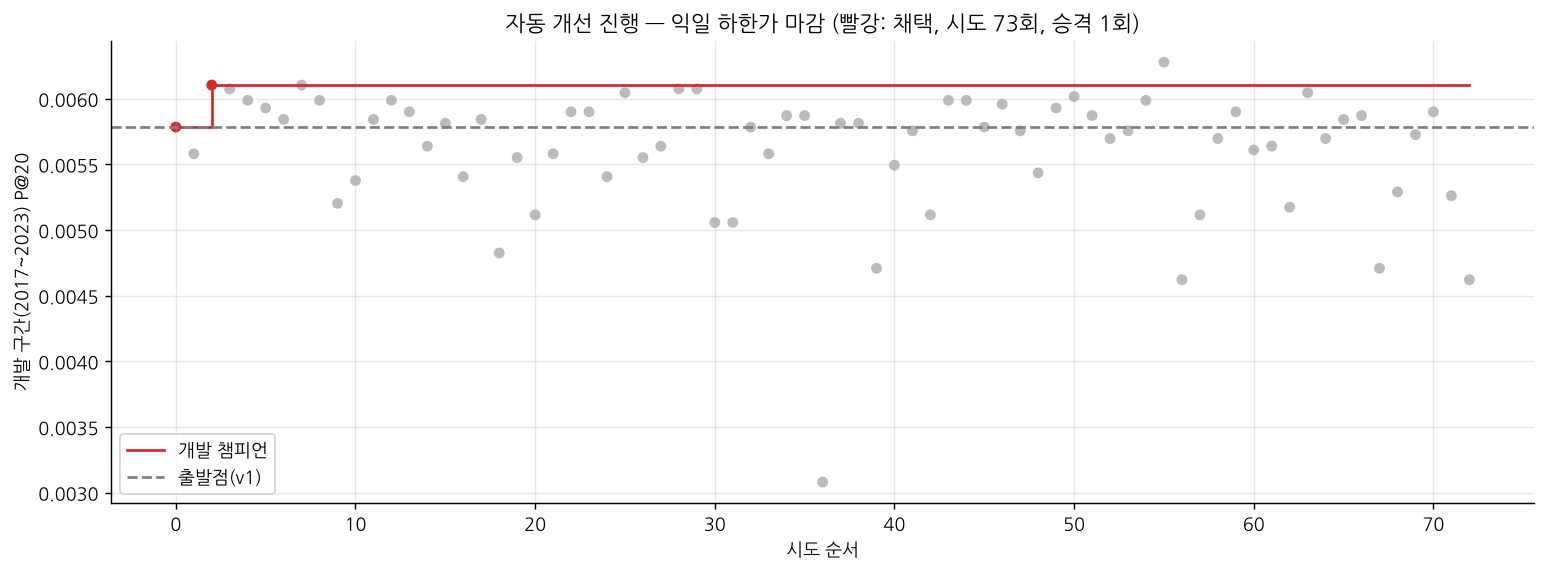 자동 개선 진행 — 익일 하한가 마감 (빨강: 채택, 시도 73회, 승격 1회)
개발 구간(2017~2023) P@20
0.0060
0.0055
0.0050
0.0045
0.0040
0.0035
0.0030
개발 챔피언
출발점(v1)
0 10 20 30 40 50 60 70
시도 순서